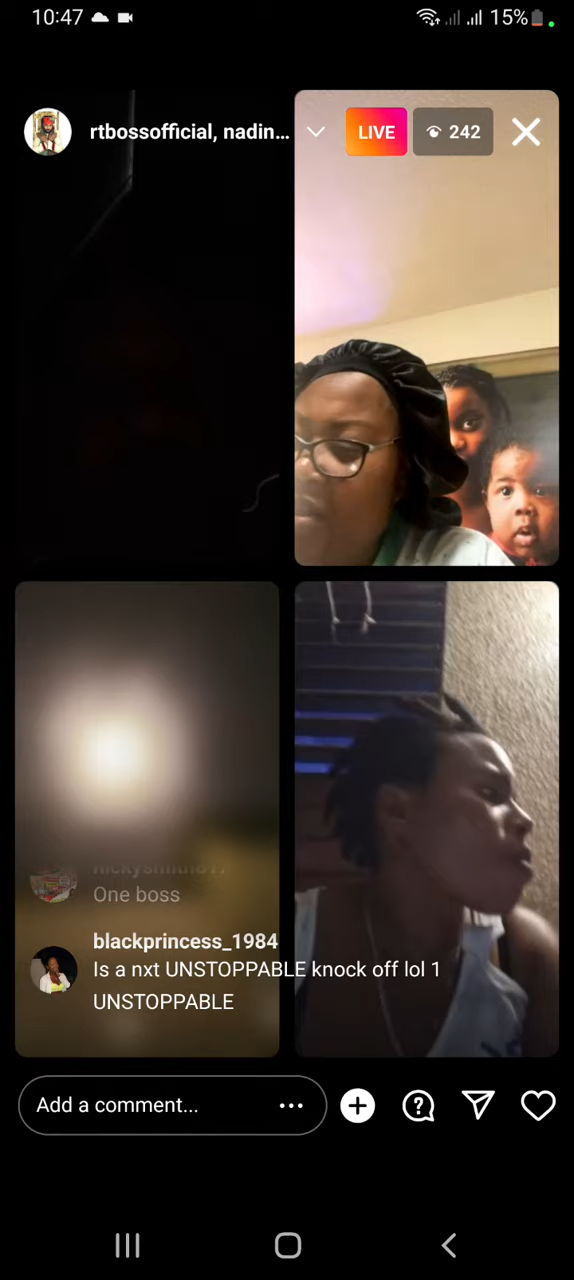 10:47
15%
rtbossofficial, nadin...
LIVE
242
One boss
blackprincess_1984
Is a nxt UNSTOPPABLE knock off lol 1
UNSTOPPABLE
Add a comment...